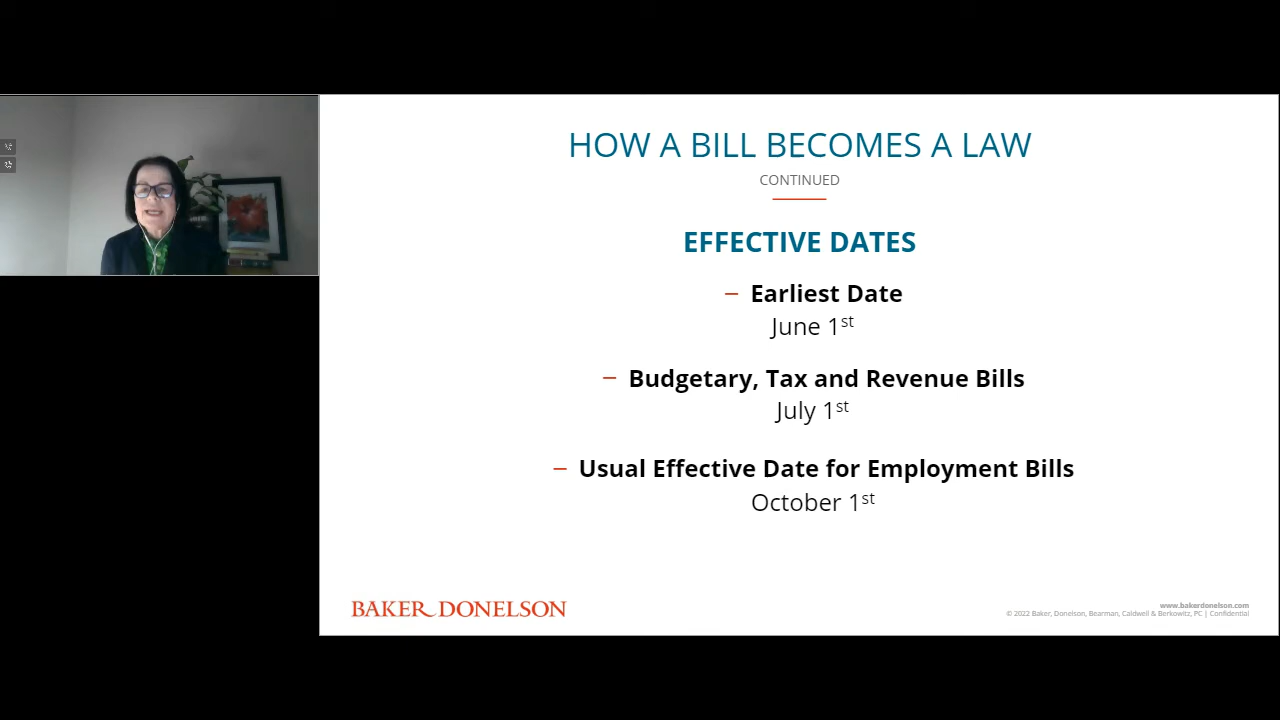 HOW A BILL BECOMES A LAW
CONTINUED
EFFECTIVE DATES
– Earliest Date
June 1st
– Budgetary, Tax and Revenue Bills
July 1st
– Usual Effective Date for Employment Bills
October 1st
BAKER DONELSON
www.bakerdonelson.com
© 2022 Baker, Donelson, Bearman, Caldwell & Berkowitz, PC | Confidential